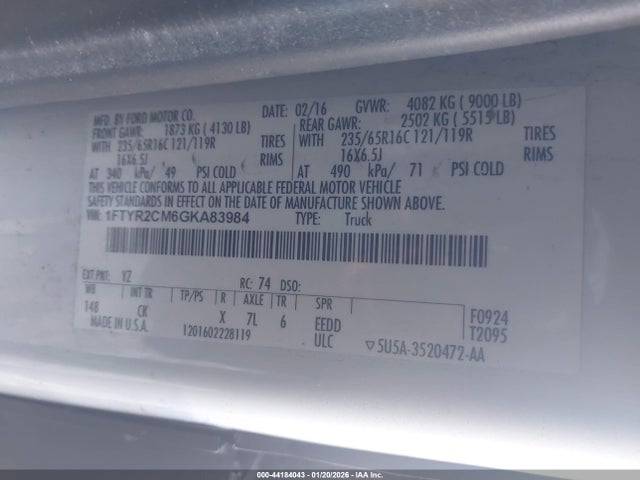 MFD. BY FORD MOTOR CO. DATE: 02/16 GVWR: 4082 KG ( 9000 LB)
FRONT GAWR: 1873 KG ( 4130 LB) REAR GAWR: 2502 KG ( 5515 LB)
WITH 235/65R16C 121/119R TIRES WITH 235/65R16C 121/119R TIRES
16X6.5J RIMS 16X6.5J RIMS
AT 340 kPa/ 49 PSI COLD AT 490 kPa/ 71 PSI COLD
THIS VEHICLE CONFORMS TO ALL APPLICABLE FEDERAL MOTOR VEHICLE
SAFETY STANDARDS IN EFFECT ON THE DATE OF MANUFACTURE SHOWN ABOVE.
VIN: 1FTYR2CM6GKA83984 TYPE: Truck
EXT PNT: YZ RC: 74 DSO:
WB INT TR TP/PS R AXLE TR SPR
148 CK X 7L 6 EEDD F0924
MADE IN U.S.A. 1201602228119 ULC T2095
▽5U5A-3520472-AA
000-44184043 - 01/20/2026 - IAAI.COM